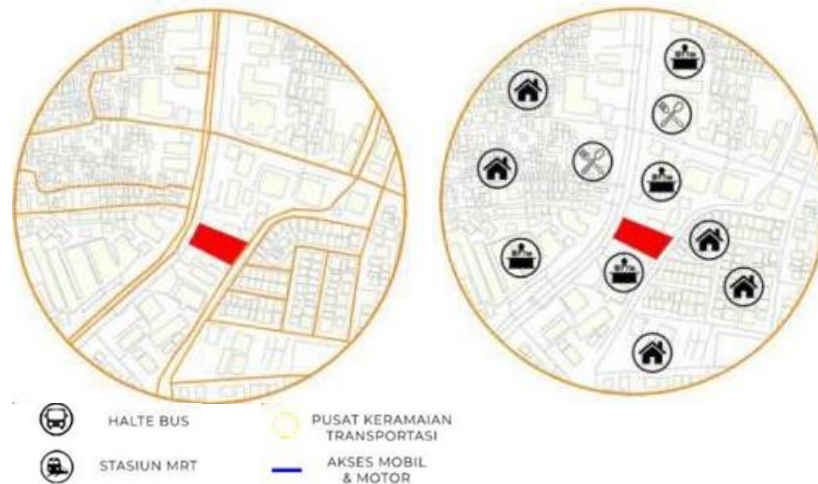 HALTE BUS
PUSAT KERAMAIAN
TRANSPORTASI
STASIUN MRT
AKSES MOBIL
& MOTOR